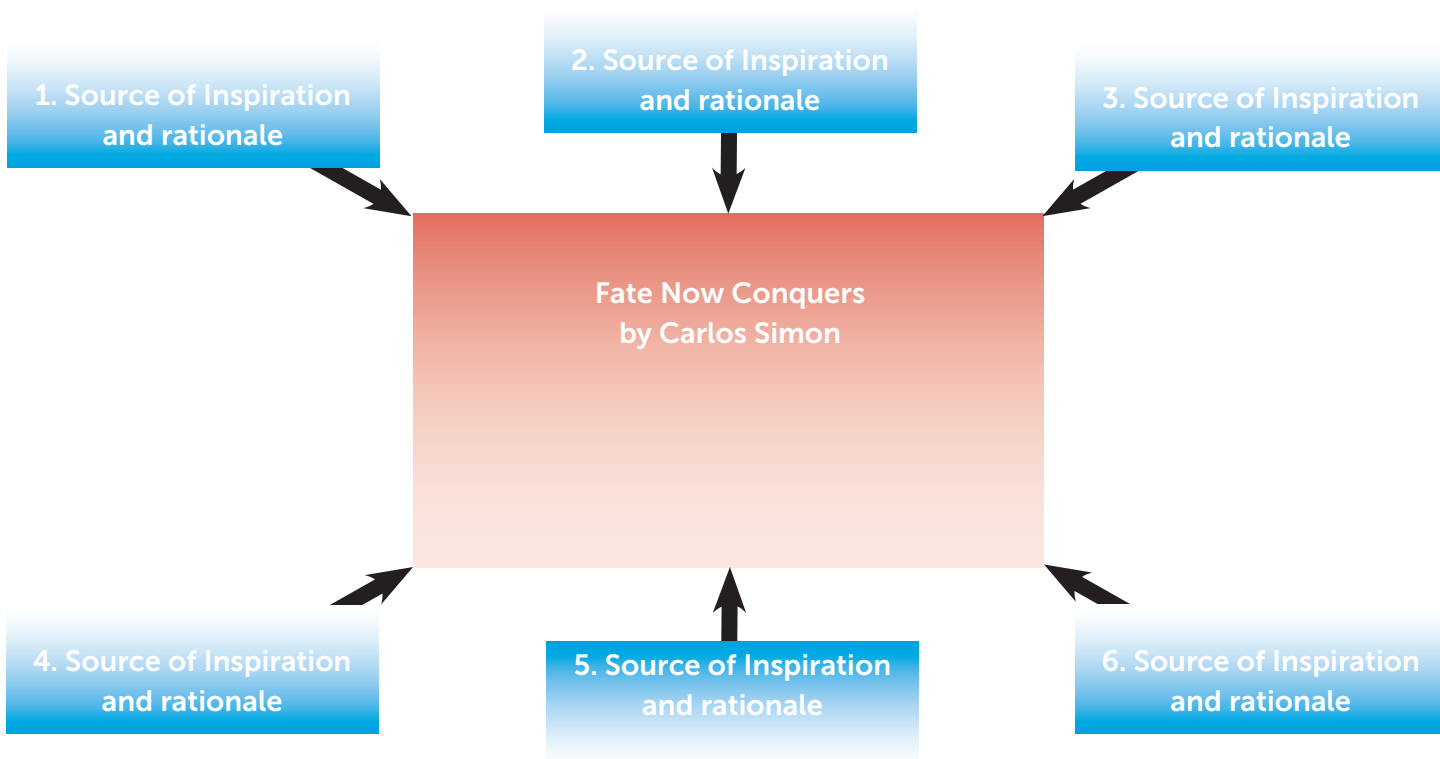 1. Source of Inspiration
and rationale
2. Source of Inspiration
and rationale
3. Source of Inspiration
and rationale
Fate Now Conquers
by Carlos Simon
4. Source of Inspiration
and rationale
5. Source of Inspiration
and rationale
6. Source of Inspiration
and rationale